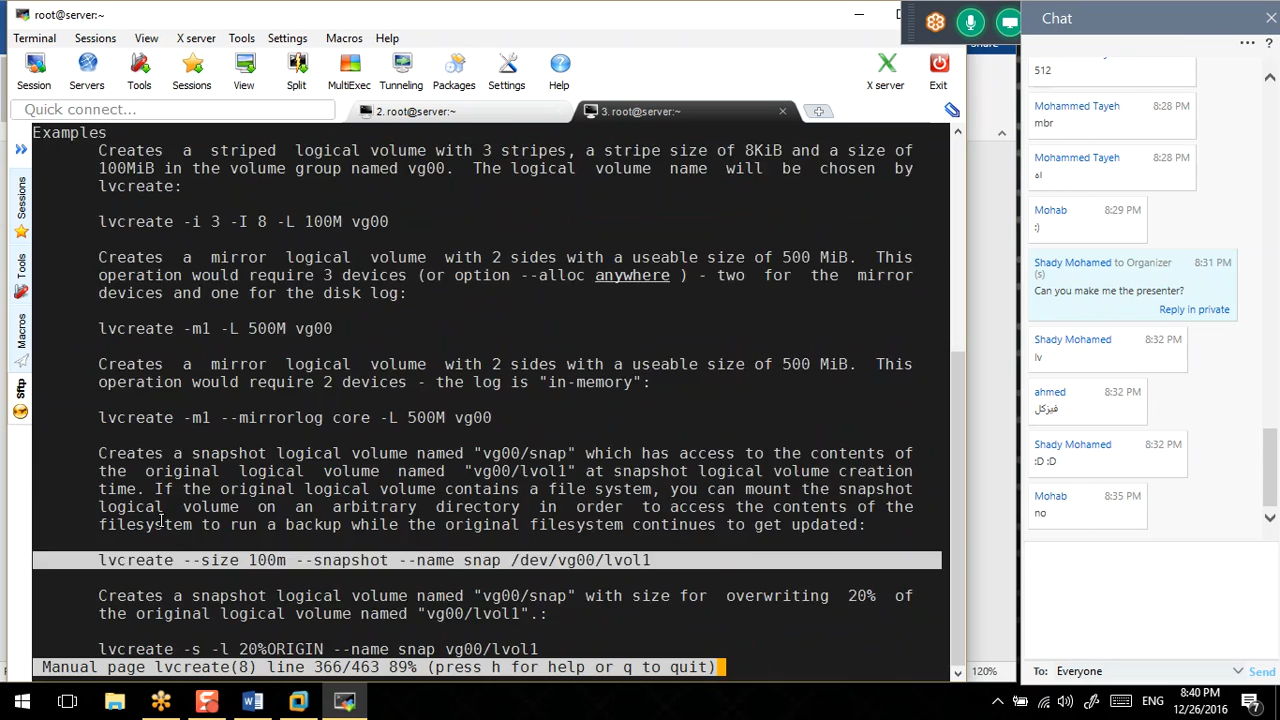 root@server:~
Terminal Sessions View X server Tools Settings Macros Help
Session Servers Tools Sessions View Split MultiExec Tunneling Packages Settings Help X server Exit
Quick connect...
2. root@server:~
3. root@server:~
Sessions
Tools
Macros
Sftp
Examples
Creates a striped logical volume with 3 stripes, a stripe size of 8KiB and a size of
100MiB in the volume group named vg00. The logical volume name will be chosen by
lvcreate:
lvcreate -i 3 -I 8 -L 100M vg00
Creates a mirror logical volume with 2 sides with a useable size of 500 MiB. This
operation would require 3 devices (or option --alloc anywhere ) - two for the mirror
devices and one for the disk log:
lvcreate -m1 -L 500M vg00
Creates a mirror logical volume with 2 sides with a useable size of 500 MiB. This
operation would require 2 devices - the log is "in-memory":
lvcreate -m1 --mirrorlog core -L 500M vg00
Creates a snapshot logical volume named "vg00/snap" which has access to the contents of
the original logical volume named "vg00/lvol1" at snapshot logical volume creation
time. If the original logical volume contains a file system, you can mount the snapshot
logical volume on an arbitrary directory in order to access the contents of the
filesystem to run a backup while the original filesystem continues to get updated:
lvcreate --size 100m --snapshot --name snap /dev/vg00/lvol1
Creates a snapshot logical volume named "vg00/snap" with size for overwriting 20% of
the original logical volume named "vg00/lvol1".:
lvcreate -s -l 20%ORIGIN --name snap vg00/lvol1
Manual page lvcreate(8) line 366/463 89% (press h for help or q to quit)
Share
120%
Chat
512
Mohammed Tayeh 8:28 PM
mbr
Mohammed Tayeh 8:28 PM
اه
Mohab 8:29 PM
:)
Shady Mohamed to Organizer 8:31 PM
(s)
Can you make me the presenter?
Reply in private
Shady Mohamed 8:32 PM
lv
ahmed 8:32 PM
فيزكل
Shady Mohamed 8:32 PM
:D :D
Mohab 8:35 PM
no
To: Everyone Send
ENG
8:40 PM
12/26/2016
7